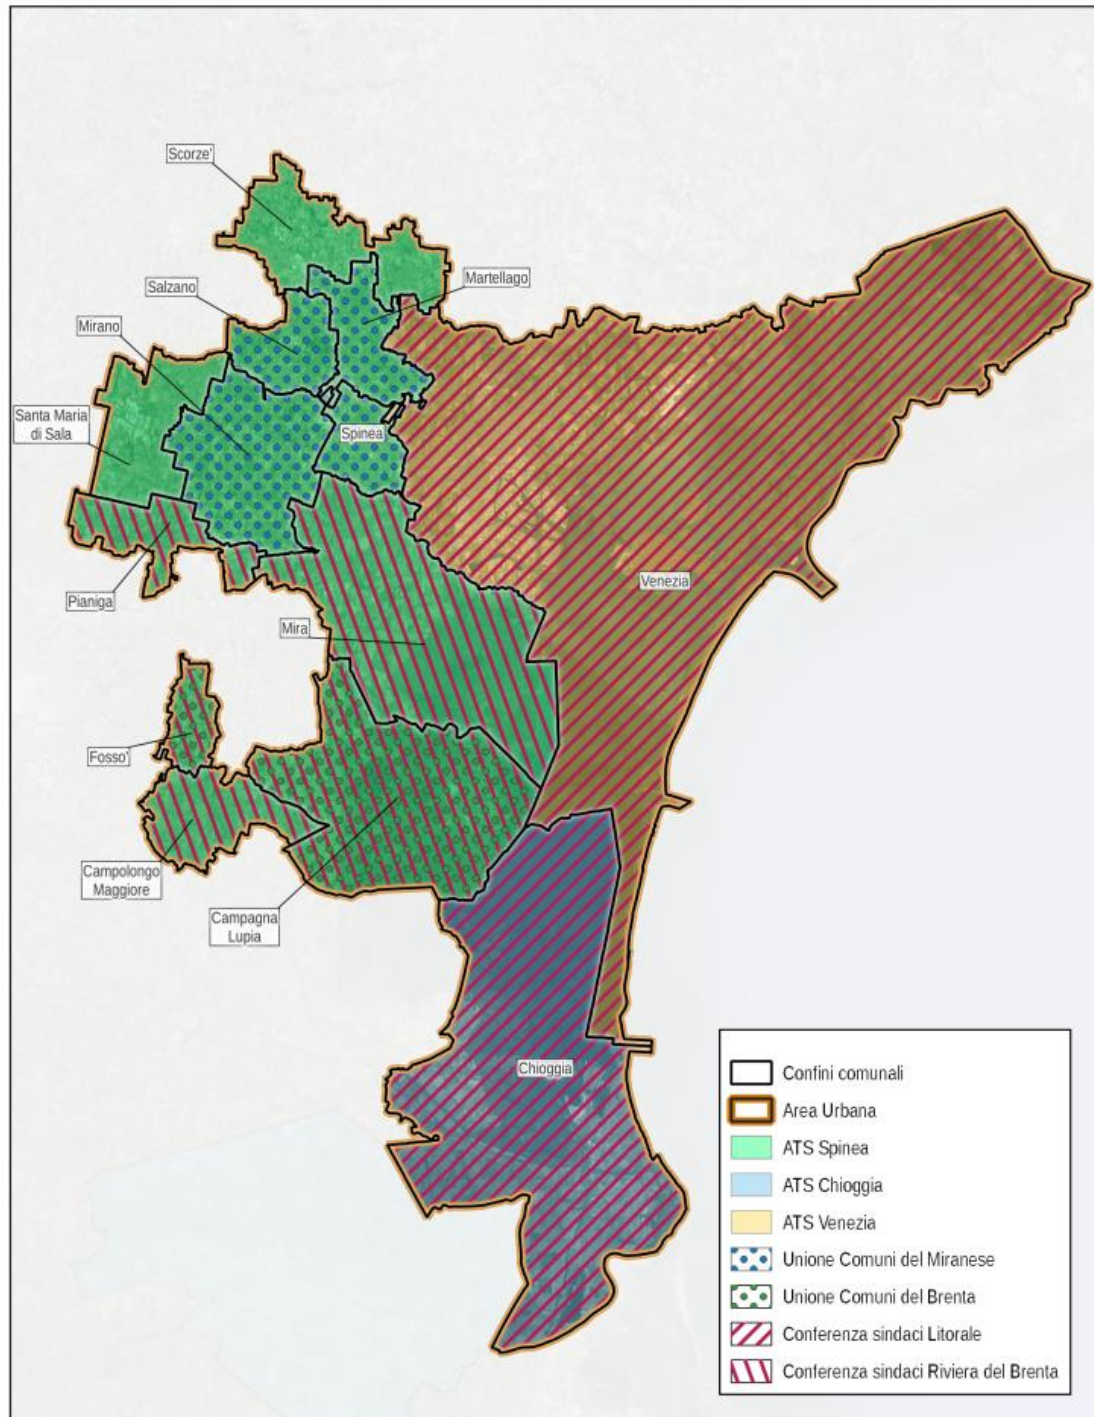 Scorze'
Martellago
Salzano
Mirano
Santa Maria
di Sala
Spinea
Venezia
Pianiga
Mira
Fosso'
Campolongo
Maggiore
Campagna
Lupia
Chioggia
Confini comunali
Area Urbana
ATS Spinea
ATS Chioggia
ATS Venezia
Unione Comuni del Miranese
Unione Comuni del Brenta
Conferenza sindaci Litorale
Conferenza sindaci Riviera del Brenta